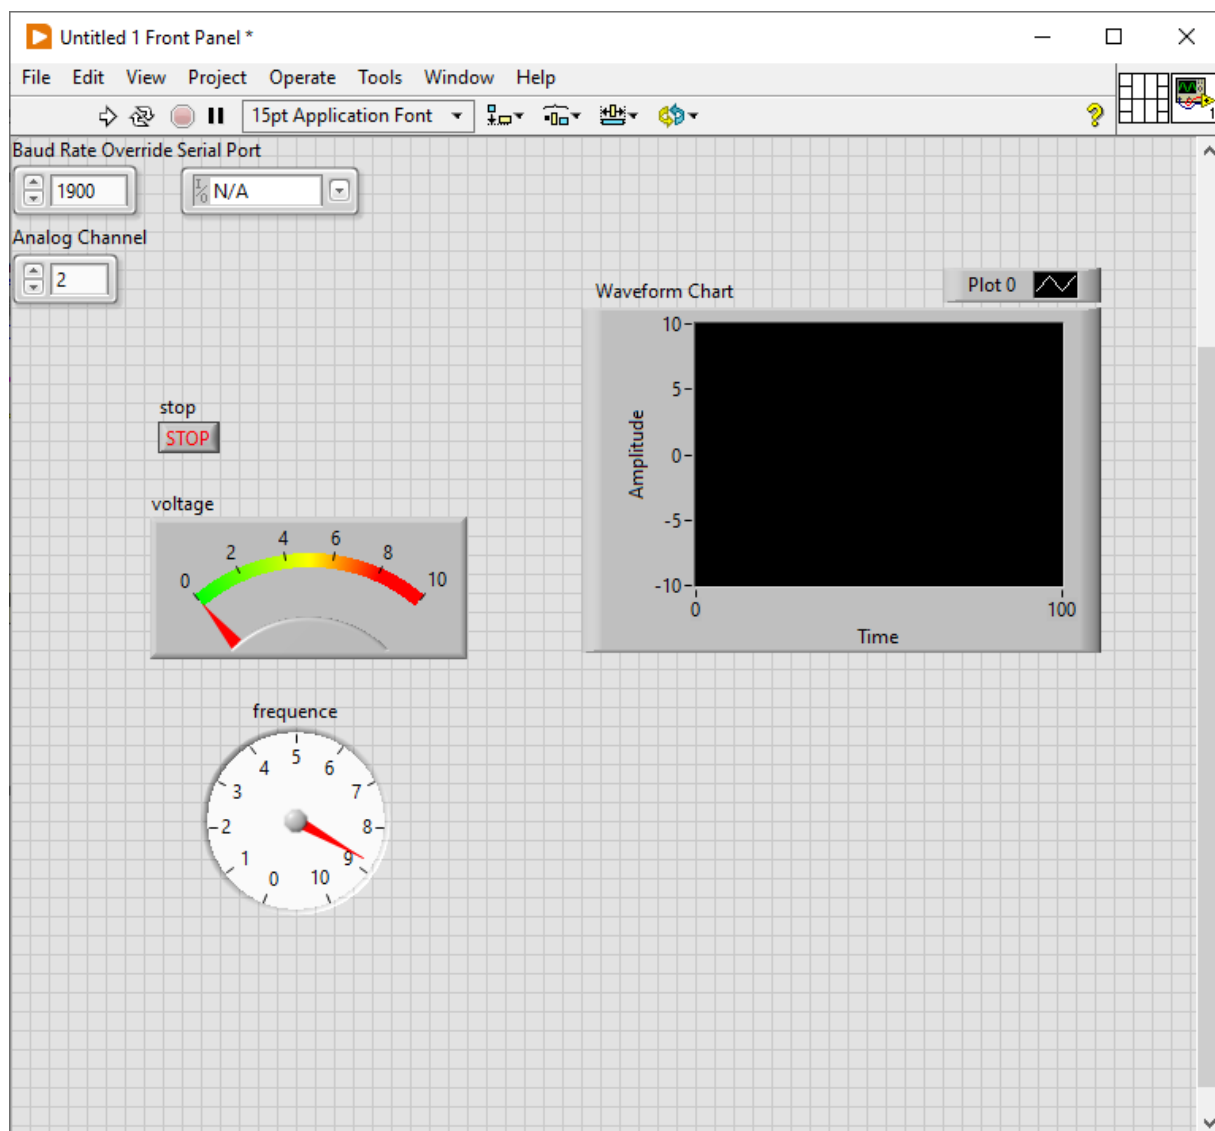 Untitled 1 Front Panel *
File Edit View Project Operate Tools Window Help
15pt Application Font
?
1
Baud Rate Override Serial Port
1900
I/O N/A
Analog Channel
2
Waveform Chart
Plot 0
10
5
0
-5
-10
Amplitude
0 100
Time
stop
STOP
voltage
0 2 4 6 8 10
frequence
0 1 2 3 4 5 6 7 8 9 10